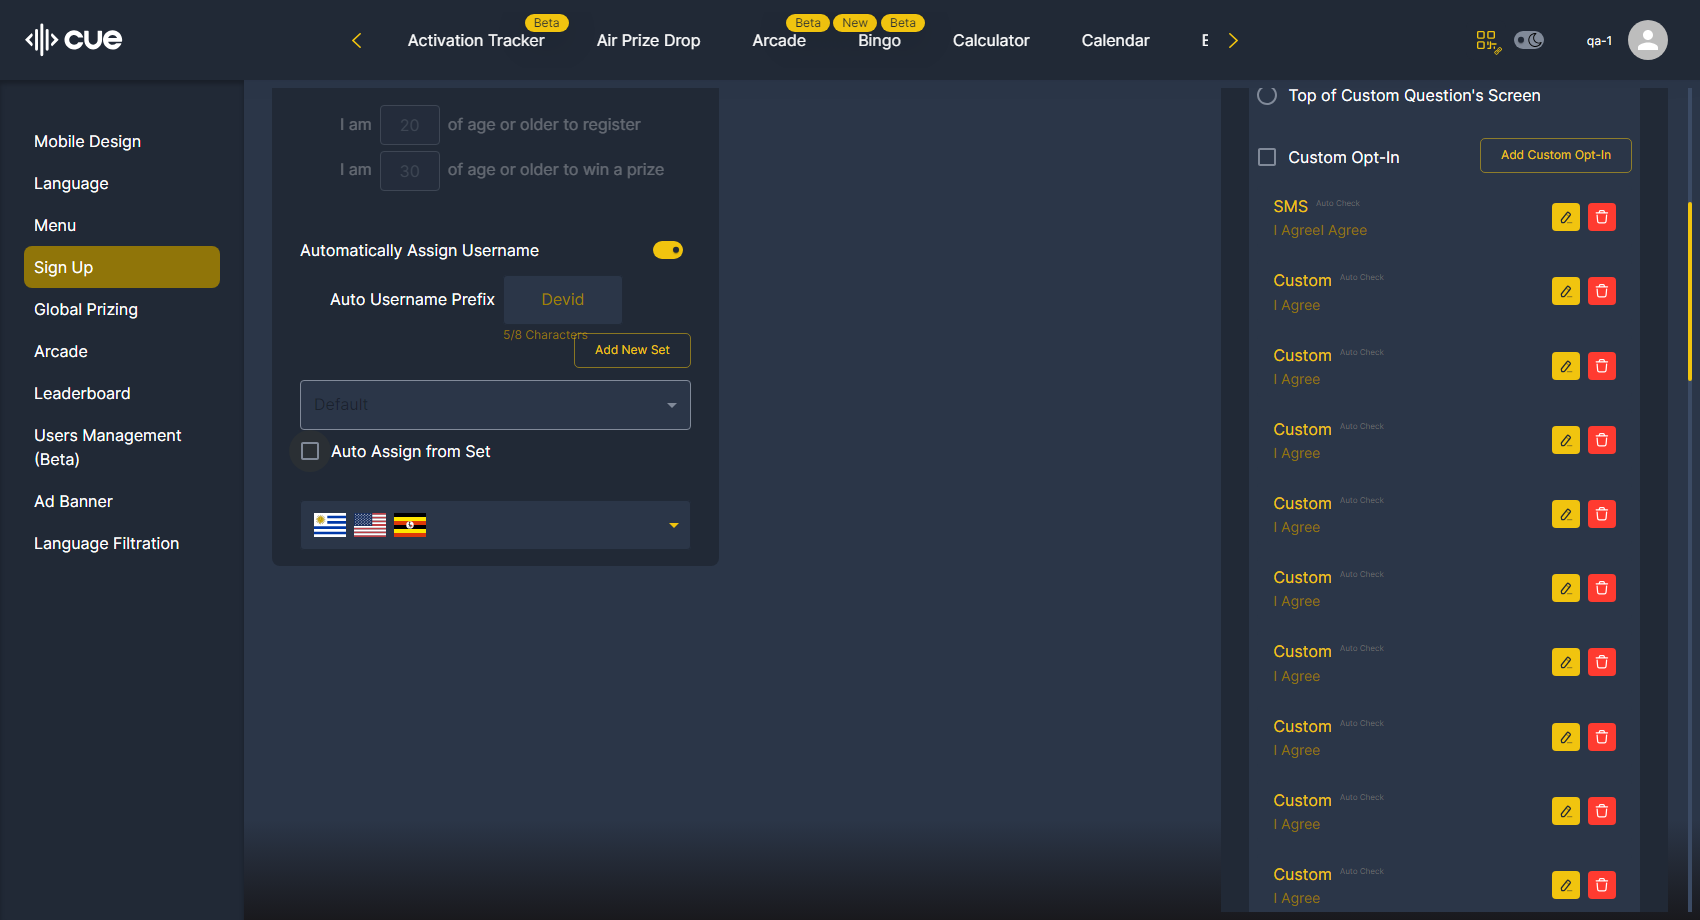 cue
Activation Tracker
Beta
Air Prize Drop
Arcade
Beta
New
Bingo
Beta
Calculator
Calendar
qa-1
Mobile Design
Language
Menu
Sign Up
Global Prizing
Arcade
Leaderboard
Users Management
(Beta)
Ad Banner
Language Filtration
I am 20 of age or older to register
I am 30 of age or older to win a prize
Automatically Assign Username
Auto Username Prefix Devid
5/8 Characters
Add New Set
Default
Auto Assign from Set
Top of Custom Question's Screen
Custom Opt-In Add Custom Opt-In
SMS Auto Check
I AgreeI Agree
Custom Auto Check
I Agree
Custom Auto Check
I Agree
Custom Auto Check
I Agree
Custom Auto Check
I Agree
Custom Auto Check
I Agree
Custom Auto Check
I Agree
Custom Auto Check
I Agree
Custom Auto Check
I Agree
Custom Auto Check
I Agree